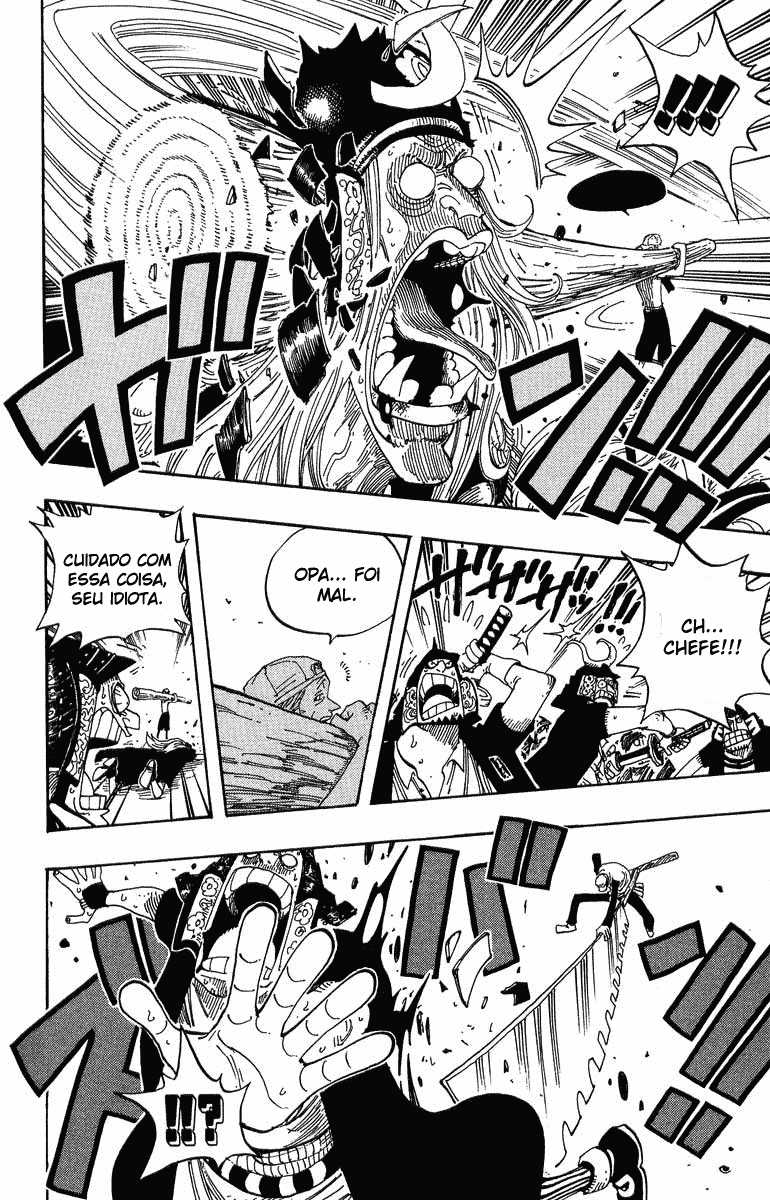 !!!
CH...
CHEFE!!!
OPA... FOI
MAL.
CUIDADO COM
ESSA COISA,
SEU IDIOTA.
!!?